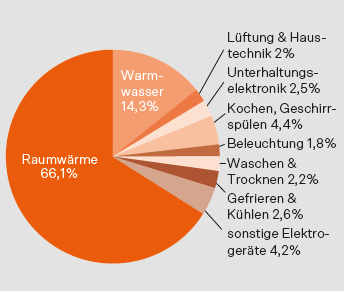 Warm-
wasser
14,3%
Raumwärme
66,1%
Lüftung & Haus-
technik 2%
Unterhaltungs-
elektronik 2,5%
Kochen, Geschirr-
spülen 4,4%
Beleuchtung 1,8%
Waschen &
Trocknen 2,2%
Gefrieren &
Kühlen 2,6%
sonstige Elektro-
geräte 4,2%